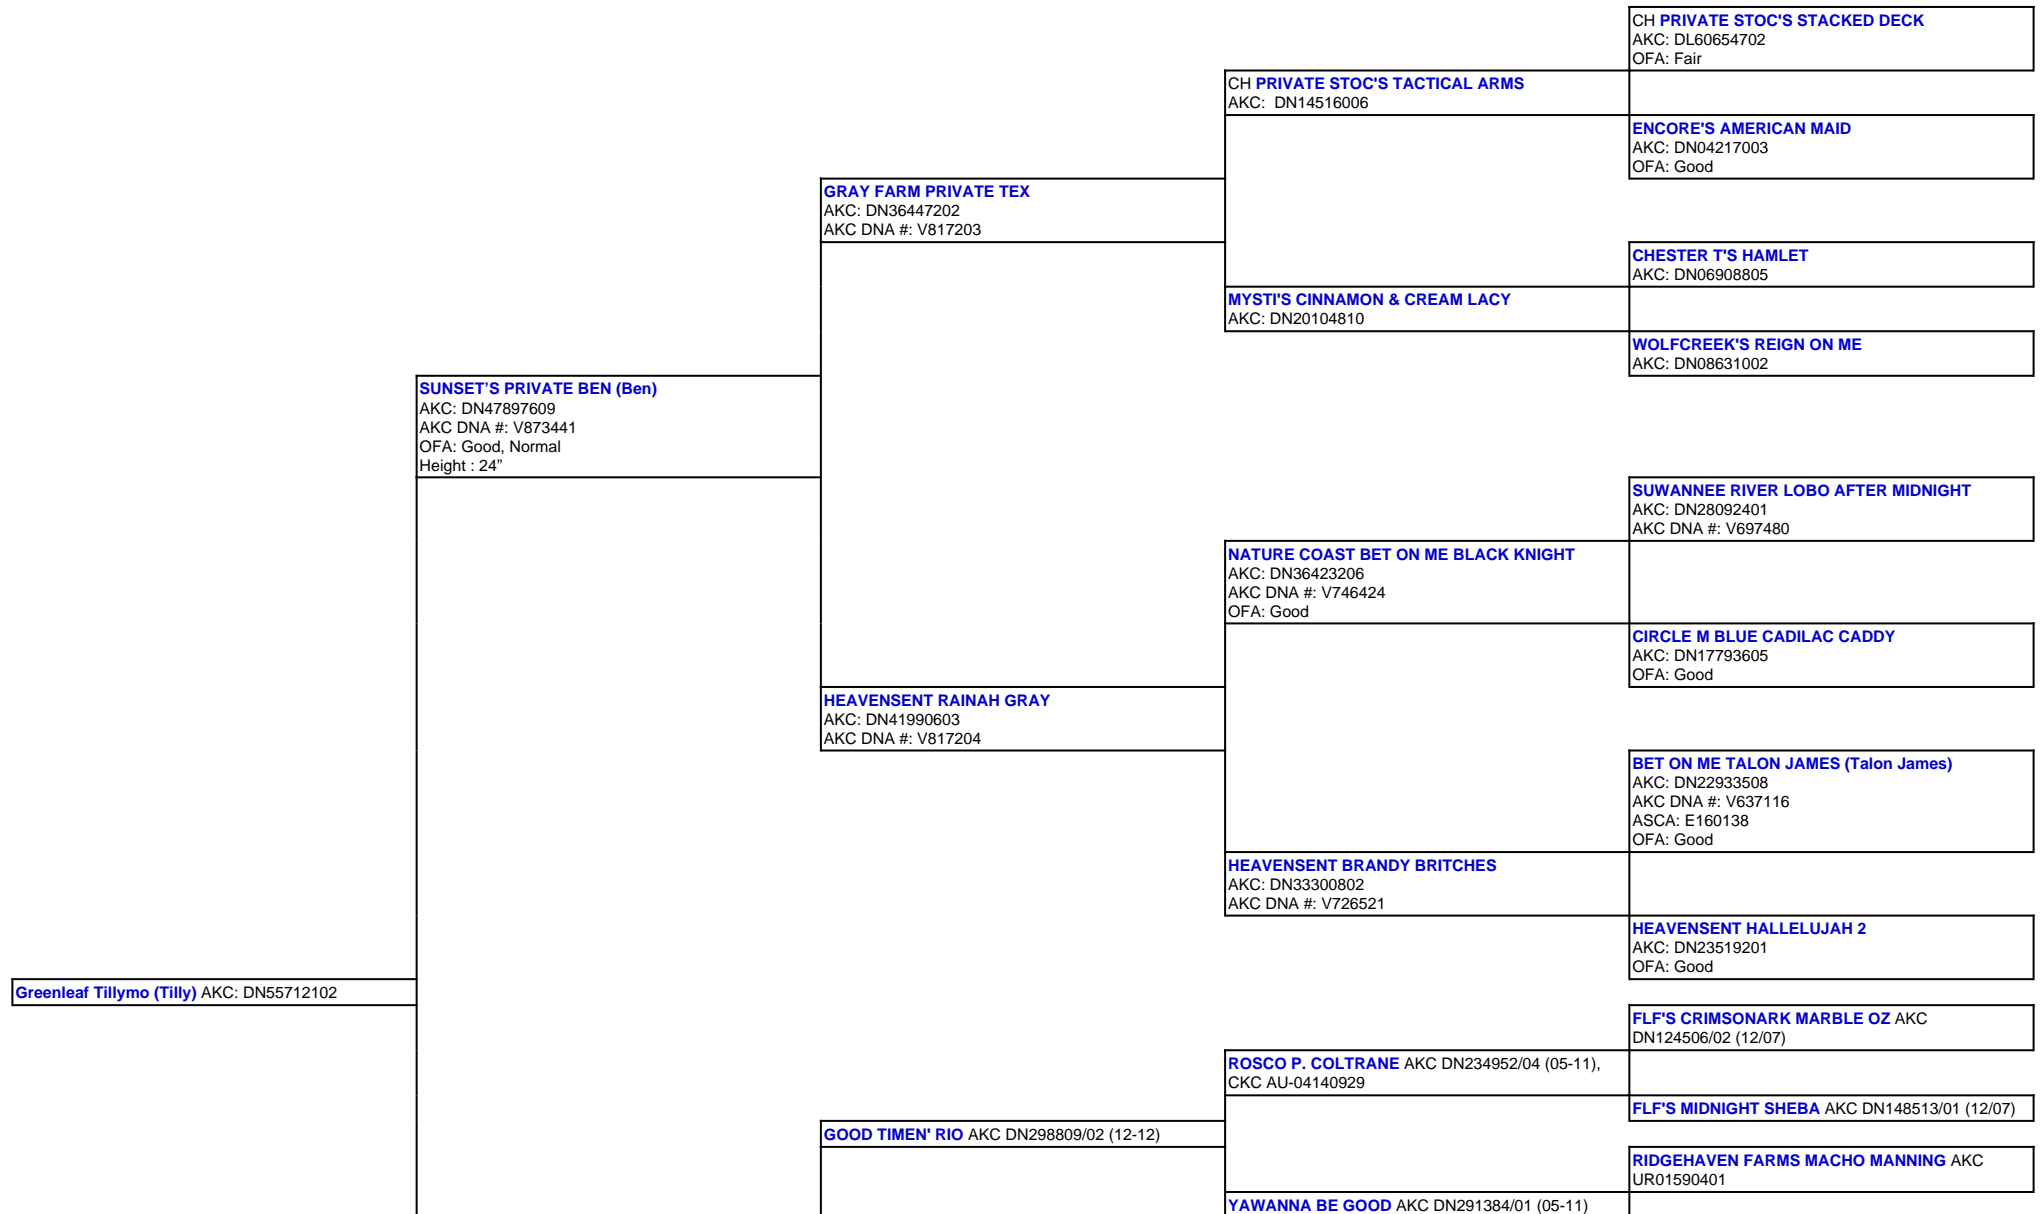 CH PRIVATE STOC'S STACKED DECK
AKC: DL60654702
OFA: Fair
CH PRIVATE STOC'S TACTICAL ARMS
AKC:  DN14516006
ENCORE'S AMERICAN MAID
AKC: DN04217003
OFA: Good
GRAY FARM PRIVATE TEX
AKC: DN36447202
AKC DNA #: V817203
CHESTER T'S HAMLET
AKC: DN06908805
MYSTI'S CINNAMON & CREAM LACY
AKC: DN20104810
WOLFCREEK'S REIGN ON ME
AKC: DN08631002
SUNSET’S PRIVATE BEN (Ben)
AKC: DN47897609
AKC DNA #: V873441
OFA: Good, Normal
Height : 24”
SUWANNEE RIVER LOBO AFTER MIDNIGHT
AKC: DN28092401
AKC DNA #: V697480
NATURE COAST BET ON ME BLACK KNIGHT
AKC: DN36423206
AKC DNA #: V746424
OFA: Good
CIRCLE M BLUE CADILAC CADDY
AKC: DN17793605
OFA: Good
HEAVENSENT RAINAH GRAY
AKC: DN41990603
AKC DNA #: V817204
BET ON ME TALON JAMES (Talon James)
AKC: DN22933508
AKC DNA #: V637116
ASCA: E160138
OFA: Good
HEAVENSENT BRANDY BRITCHES
AKC: DN33300802
AKC DNA #: V726521
HEAVENSENT HALLELUJAH 2
AKC: DN23519201
OFA: Good
Greenleaf Tillymo (Tilly) AKC: DN55712102
FLF'S CRIMSONARK MARBLE OZ AKC
DN124506/02 (12/07)
ROSCO P. COLTRANE AKC DN234952/04 (05-11),
CKC AU-04140929
FLF'S MIDNIGHT SHEBA AKC DN148513/01 (12/07)
GOOD TIMEN' RIO AKC DN298809/02 (12-12)
RIDGEHAVEN FARMS MACHO MANNING AKC
UR01590401
YAWANNA BE GOOD AKC DN291384/01 (05-11)